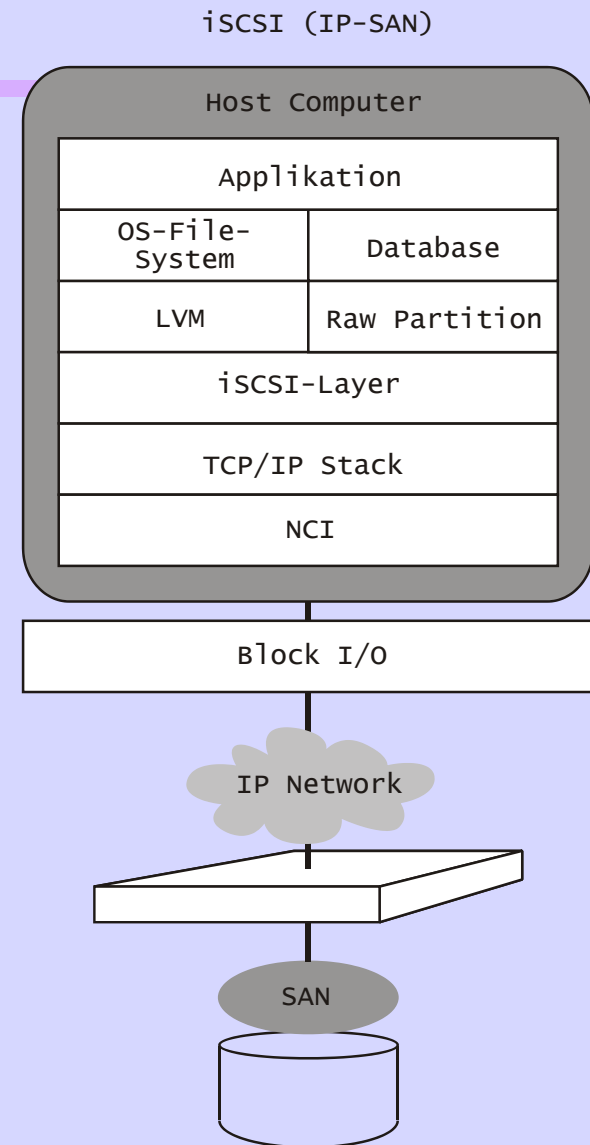 iSCSI (IP-SAN)
Host Computer
Applikation
OS-File-
System
Database
LVM
Raw Partition
iSCSI-Layer
TCP/IP Stack
NCI
Block I/O
IP Network
SAN